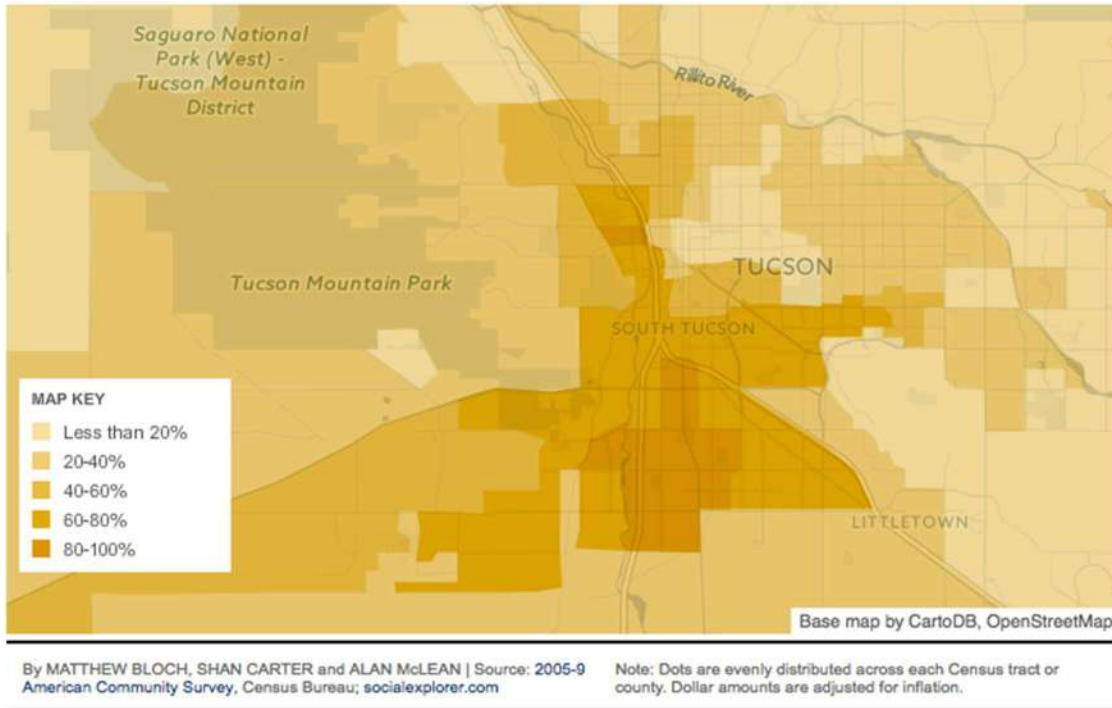 Saguaro National
Park (West) -
Tucson Mountain
District
Rillito River
Tucson Mountain Park
TUCSON
SOUTH TUCSON
MAP KEY
Less than 20%
20-40%
40-60%
60-80%
80-100%
LITTLETOWN
Base map by CartoDB, OpenStreetMap
By MATTHEW BLOCH, SHAN CARTER and ALAN McLEAN | Source: 2005-9
American Community Survey, Census Bureau; socialexplorer.com
Note: Dots are evenly distributed across each Census tract or
county. Dollar amounts are adjusted for inflation.